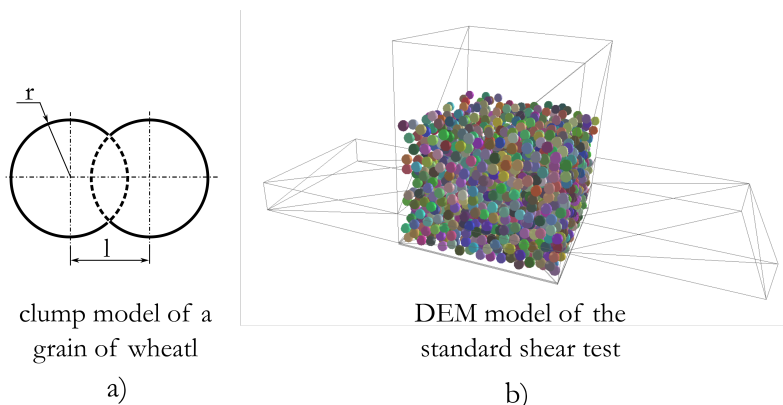 b)
r
l
clump model of a
grain of wheatl
a)
DEM model of the
standard shear test
b)